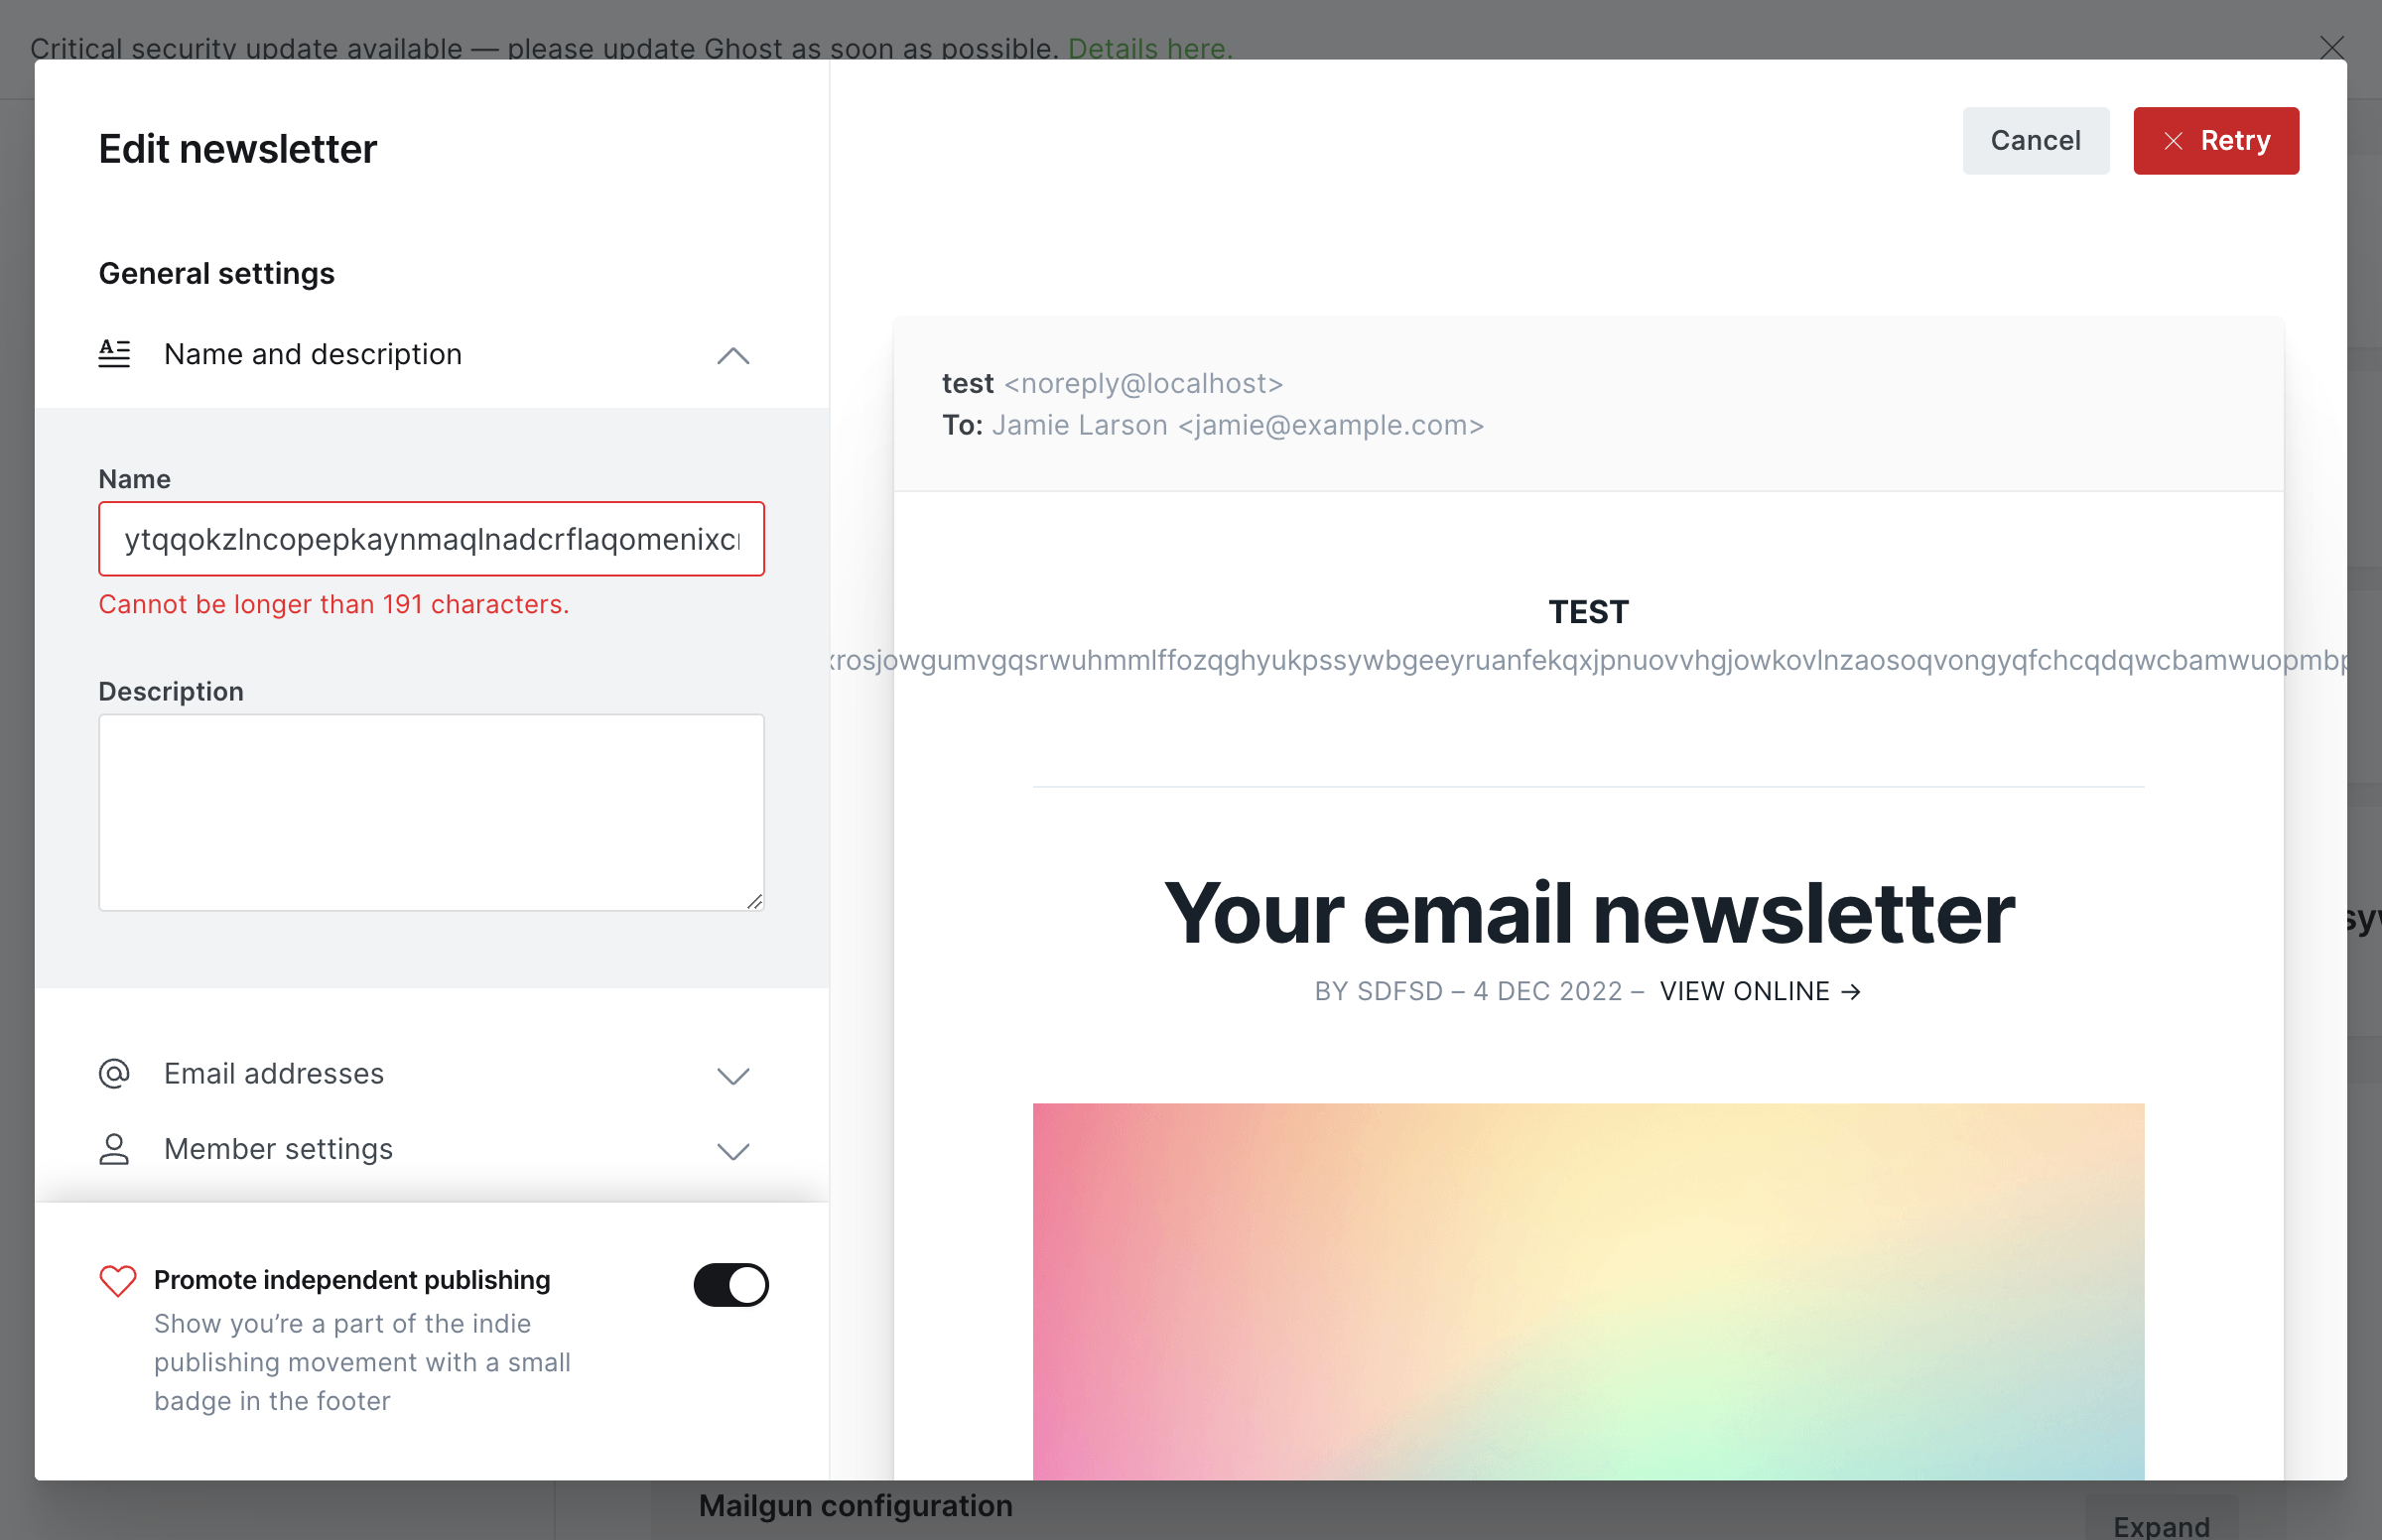 Critical security update available — please update Ghost as soon as possible. Details here.
Edit newsletter
Cancel
Retry
General settings
Name and description
Name
ytqqokzlncopepkaynmaqlnadcrflaqomenixc
Cannot be longer than 191 characters.
Description
Email addresses
Member settings
Promote independent publishing
Show you’re a part of the indie
publishing movement with a small
badge in the footer
test <noreply@localhost>
To: Jamie Larson <jamie@example.com>
TEST
xrosjowgumvgqsrwuhmmlffozqghyukpssywbgeeyruanfekqxjpnuovvhgjowkovlnzaosoqvongyqfchcqdqwcbamwuopmbp
Your email newsletter
BY SDFSD – 4 DEC 2022 – VIEW ONLINE →
Mailgun configuration
Expand